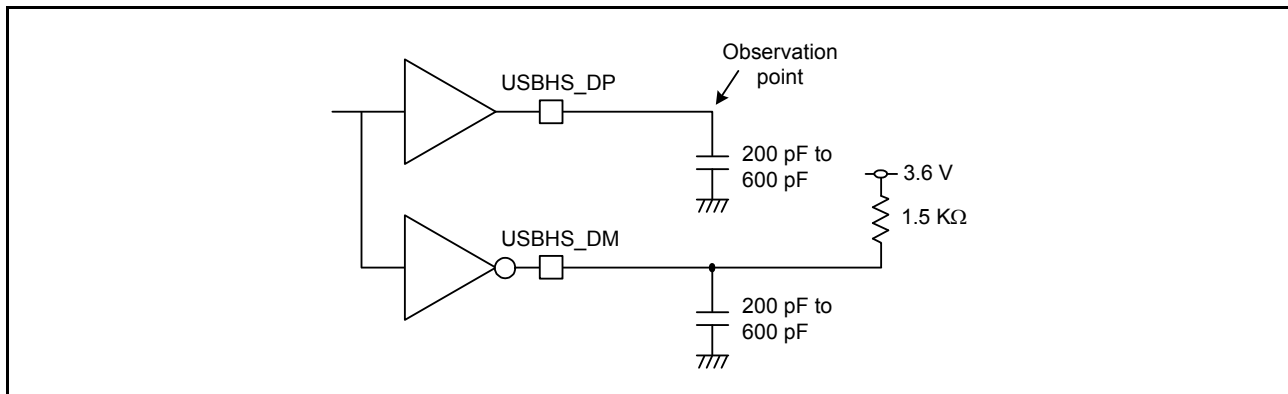 Observation
point
USBHS_DP
200 pF to
600 pF
3.6 V
1.5 KΩ
USBHS_DM
200 pF to
600 pF